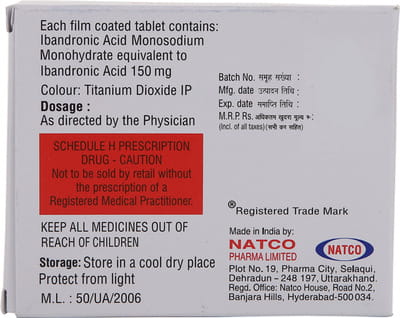 Each film coated tablet contains:
Ibandronic Acid Monosodium
Monohydrate equivalent to
Ibandronic Acid 150 mg
Colour: Titanium Dioxide IP
Dosage :
As directed by the Physician
SCHEDULE H PRESCRIPTION
DRUG - CAUTION
Not to be sold by retail without
the prescription of a
Registered Medical Practitioner.
KEEP ALL MEDICINES OUT OF
REACH OF CHILDREN
Storage: Store in a cool dry place
Protect from light
M.L. : 50/UA/2006
Batch No. समूह संख्या :
Mfg. date उत्पादन तिथि :
Exp. date समाप्ति तिथि :
M.R.P. Rs. अधिकतम खुदरा मूल्य रू:
(Incl. of all taxes) (सभी कर सहित)
® Registered Trade Mark
Made in India by:
NATCO
PHARMA LIMITED
NATCO
Plot No. 19, Pharma City, Selaqui,
Dehradun - 248 197, Uttarakhand.
Regd. Office: Natco House, Road No.2,
Banjara Hills, Hyderabad-500 034.